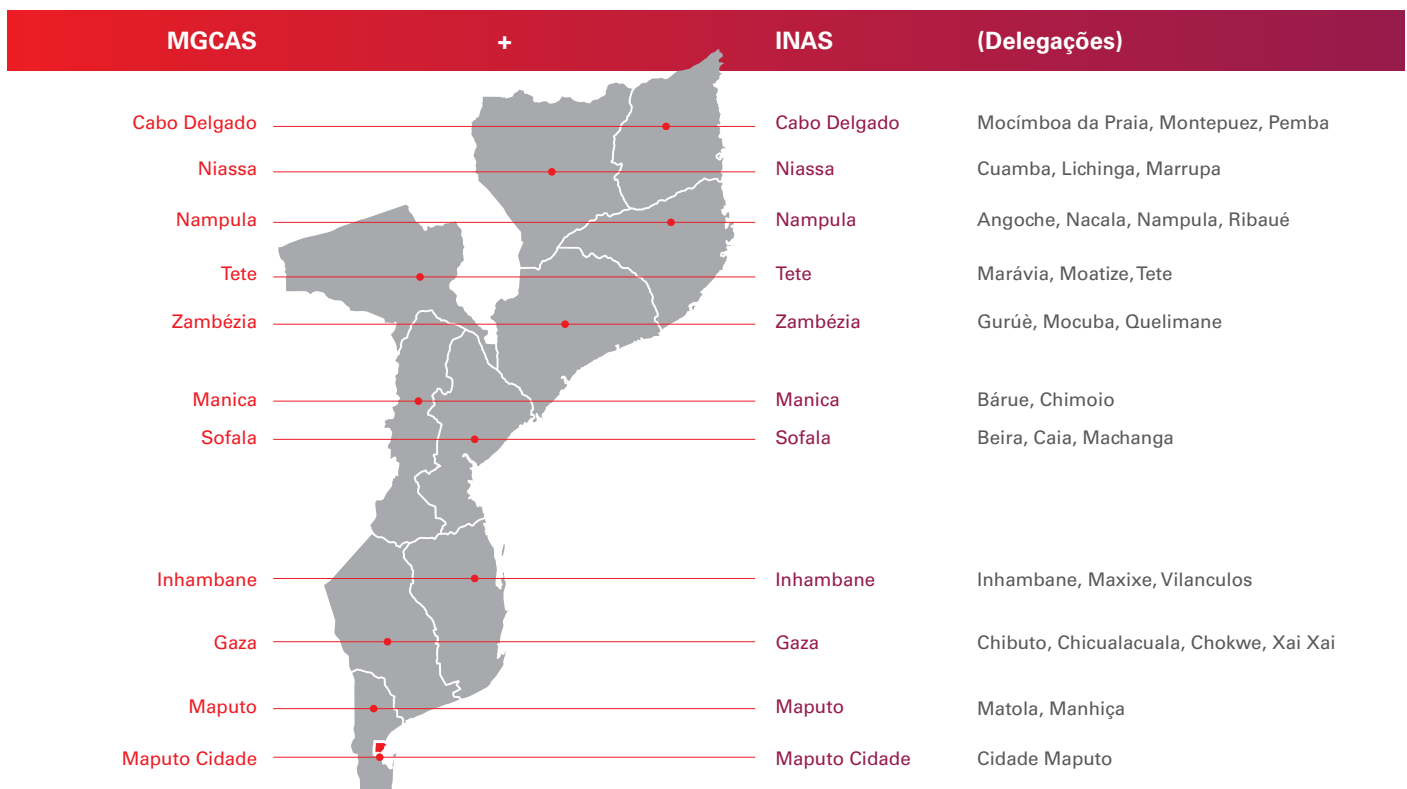 MGCAS + INAS (Delegações)
Cabo Delgado Cabo Delgado Mocímboa da Praia, Montepuez, Pemba
Niassa Niassa Cuamba, Lichinga, Marrupa
Nampula Nampula Angoche, Nacala, Nampula, Ribaué
Tete Tete Marávia, Moatize, Tete
Zambézia Zambézia Gurúè, Mocuba, Quelimane
Manica Manica Bárue, Chimoio
Sofala Sofala Beira, Caia, Machanga
Inhambane Inhambane Inhambane, Maxixe, Vilanculos
Gaza Gaza Chibuto, Chicualacuala, Chokwe, Xai Xai
Maputo Maputo Matola, Manhiça
Maputo Cidade Maputo Cidade Cidade Maputo